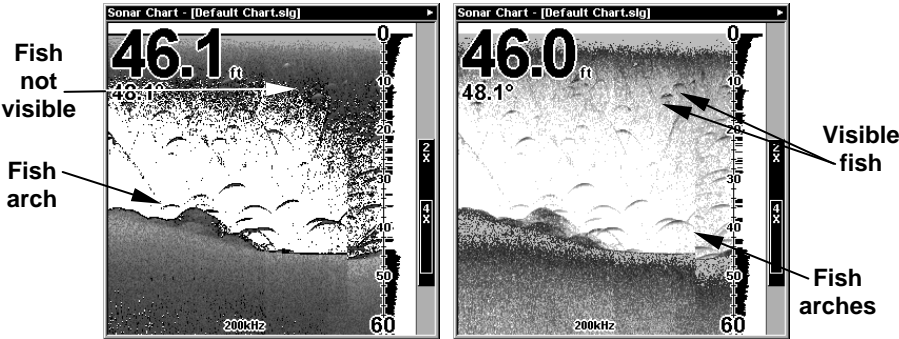 Sonar Chart - [Default Chart.slg]
46.1 ft
48.1°
0
10
20
30
40
50
60
2x
4x
200kHz
Fish
not
visible
Fish
arch
Sonar Chart - [Default Chart.slg]
46.0 ft
48.1°
0
10
20
30
40
50
60
2x
4x
200kHz
Visible
fish
Fish
arches